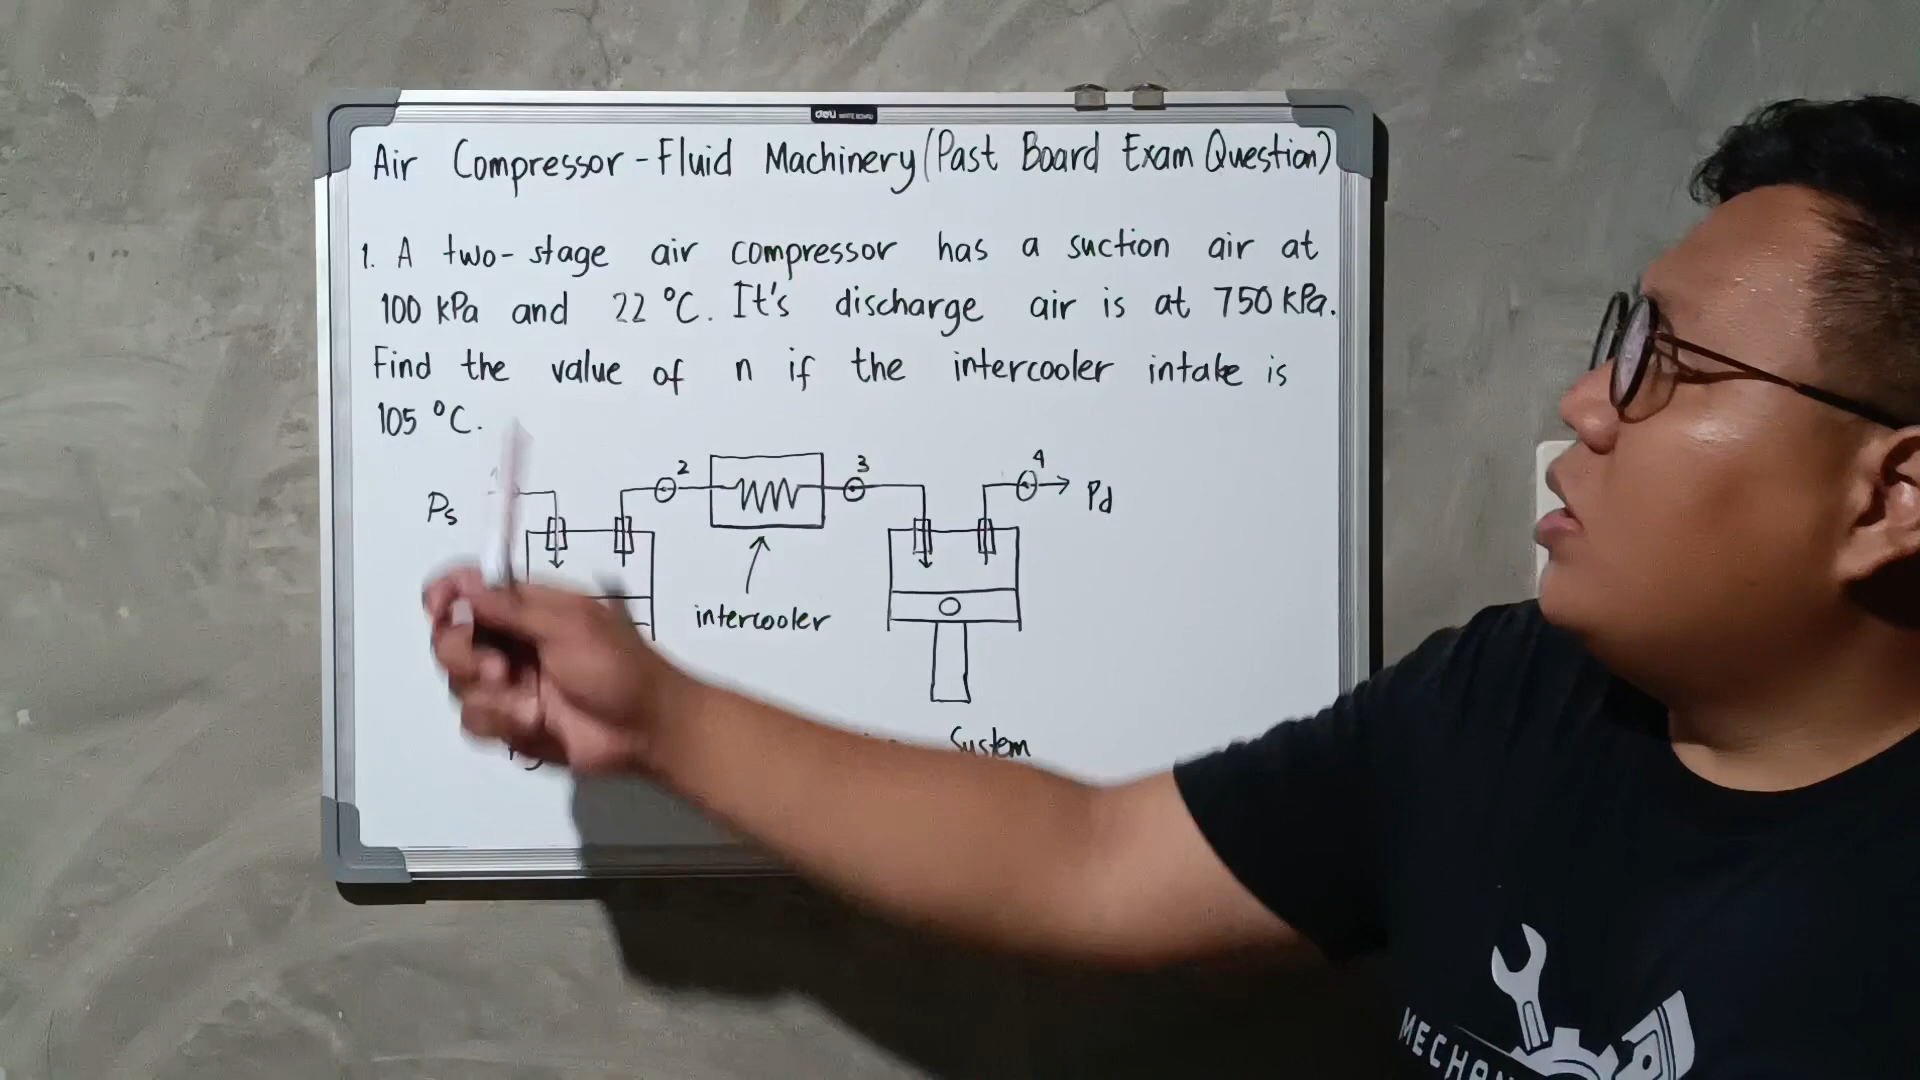 deli
Air Compressor - Fluid Machinery (Past Board Exam Question)
1. A two-stage air compressor has a suction air at
100 kPa and 22 °C. It's discharge air is at 750 kPa.
Find the value of n if the intercooler intake is
105 °C.
2 3 4
Ps Pd
intercooler
System